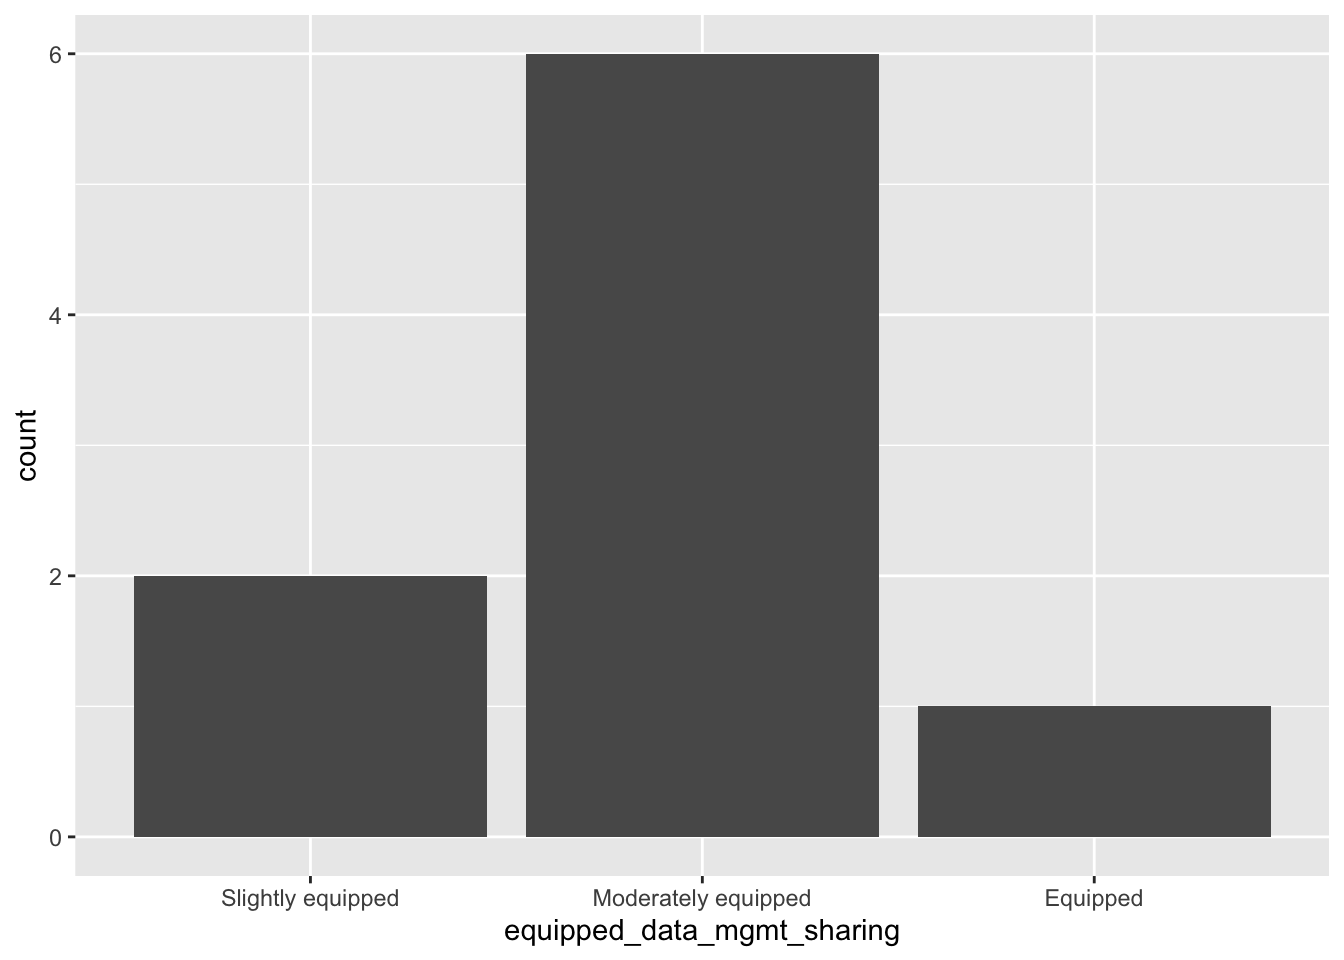 6
4
2
0
count
Slightly equipped
Moderately equipped
Equipped
equipped_data_mgmt_sharing